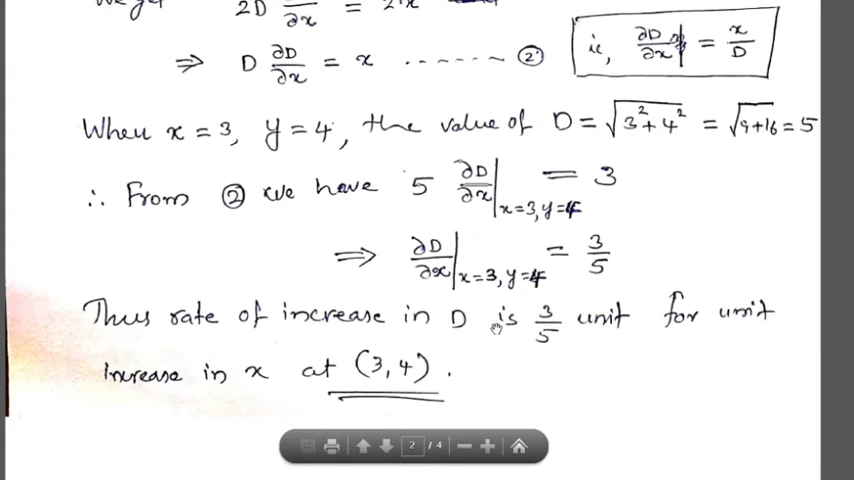 2D ∂D/∂x = 2x
⇒ D ∂D/∂x = x ------- ②
ie, ∂D/∂x = x/D
When x = 3, y = 4, the value of D = √(3² + 4²) = √(9+16) = 5
∴ From ② we have 5 ∂D/∂x |x=3, y=4 = 3
⇒ ∂D/∂x |x=3, y=4 = 3/5
Thus rate of increase in D is 3/5 unit for unit
increase in x at (3,4).
2 / 4